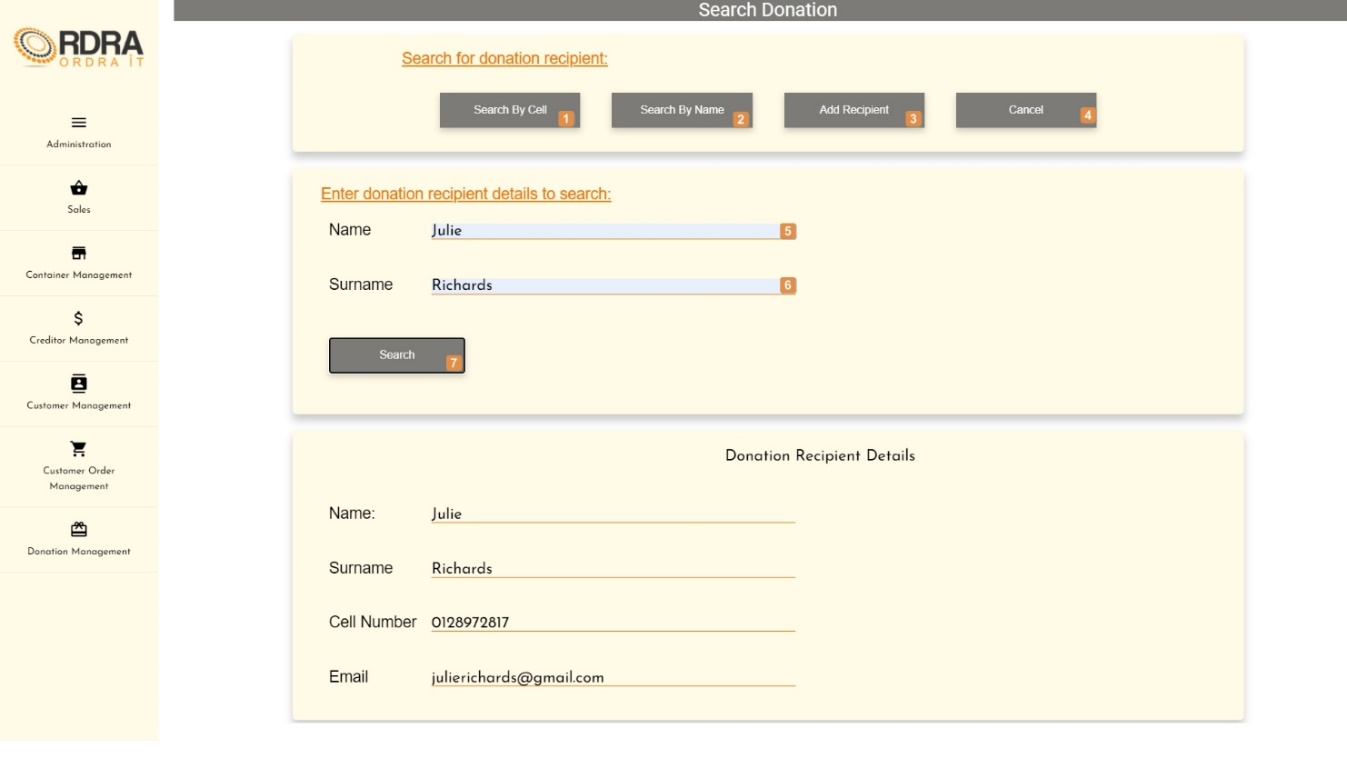 Search Donation
RDRA
ORDRA IT
Administration
Sales
Container Management
Creditor Management
Customer Management
Customer Order
Management
Donation Management
Search for donation recipient:
Search By Cell 1
Search By Name 2
Add Recipient 3
Cancel 4
Enter donation recipient details to search:
Name Julie 5
Surname Richards 6
Search 7
Donation Recipient Details
Name: Julie
Surname Richards
Cell Number 0128972817
Email julierichards@gmail.com